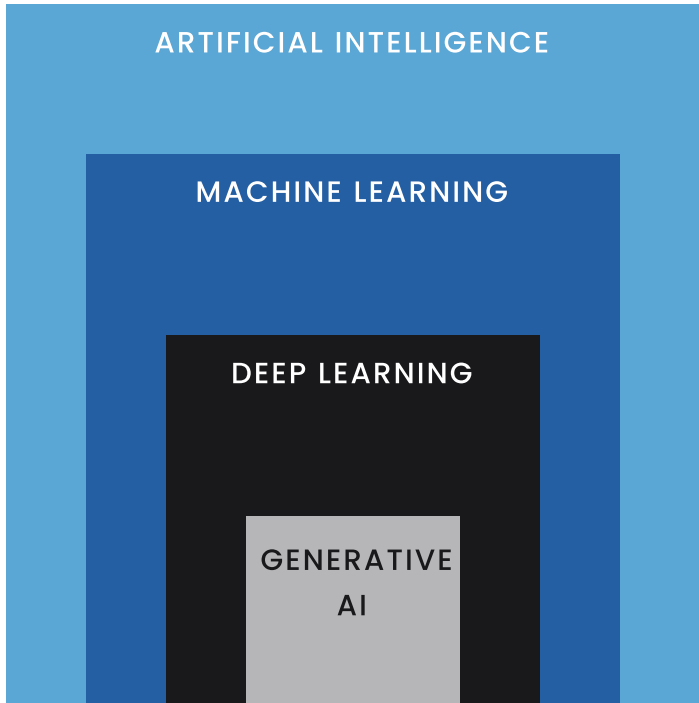 ARTIFICIAL INTELLIGENCE
MACHINE LEARNING
DEEP LEARNING
GENERATIVE
AI